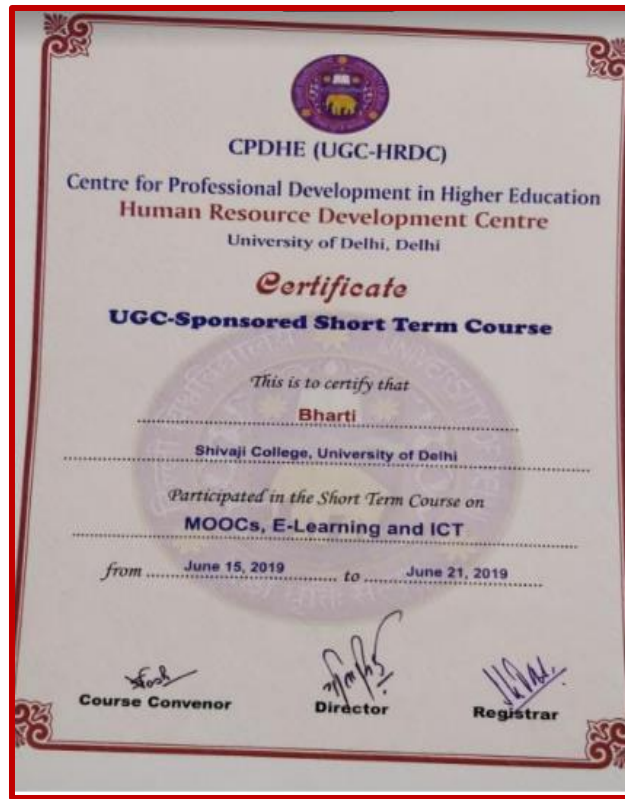 CPDHE (UGC-HRDC)
Centre for Professional Development in Higher Education
Human Resource Development Centre
University of Delhi, Delhi
Certificate
UGC-Sponsored Short Term Course
This is to certify that
Bharti
Shivaji College, University of Delhi
Participated in the Short Term Course on
MOOCs, E-Learning and ICT
from June 15, 2019 to June 21, 2019
Course Convenor Director Registrar